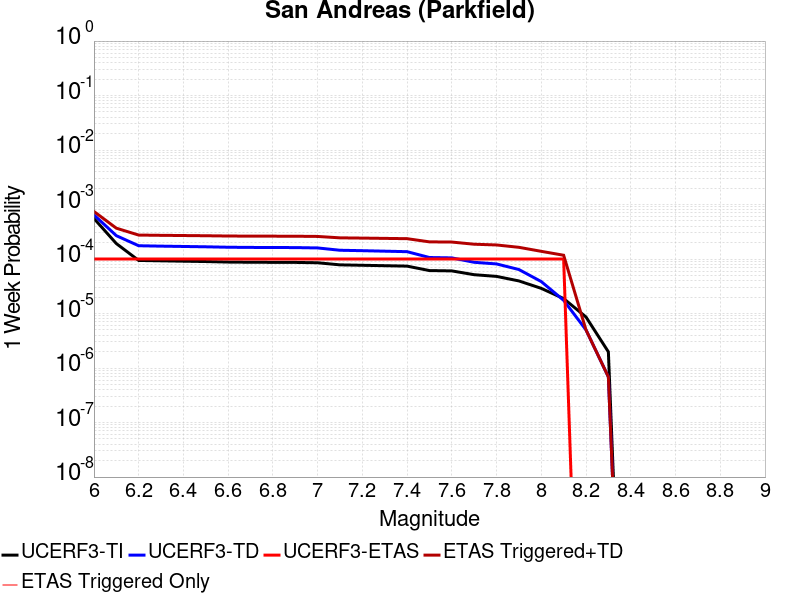 San Andreas (Parkfield)
10 0
10 -1
10 -2
10 -3
10 -4
10 -5
10 -6
10 -7
10 -8
1 Week Probability
6 6.2 6.4 6.6 6.8 7 7.2 7.4 7.6 7.8 8 8.2 8.4 8.6 8.8 9
Magnitude
UCERF3-TI UCERF3-TD UCERF3-ETAS ETAS Triggered+TD
ETAS Triggered Only